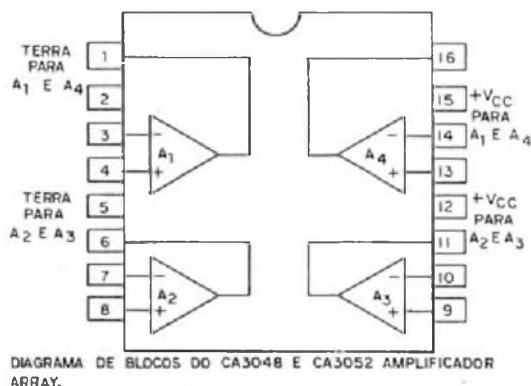 TERRA
PARA
A1 E A4
1
2
3
4
TERRA
PARA
A2 E A3
5
6
7
8
- A1 +
- A2 +
- A4 +
- A3 +
16
15
+VCC
PARA
A1 E A4
14
13
12
+VCC
PARA
A2 E A3
11
10
9
DIAGRAMA DE BLOCOS DO CA3048 E CA3052 AMPLIFICADOR
ARRAY.